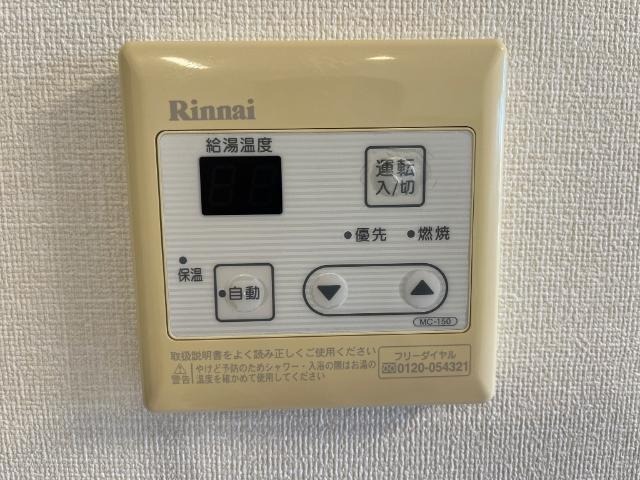 Rinnai
給湯温度
運転
入/切
優先 燃焼
保温
自動
▼ ▲
MC-150
取扱説明書をよく読み正しくご使用ください
警告 やけど予防のためシャワー・入浴の際はお湯の
温度を確かめて使用してください
フリーダイヤル
0120-054321